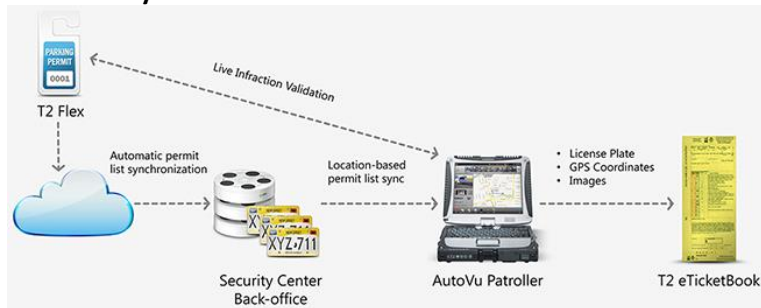 PARKING
PERMIT
0001
T2 Flex
Live Infraction Validation
Automatic permit
list synchronization
Location-based
permit list sync
• License Plate
• GPS Coordinates
• Images
XYZ•711
Security Center
Back-office
AutoVu Patroller
T2 eTicketBook